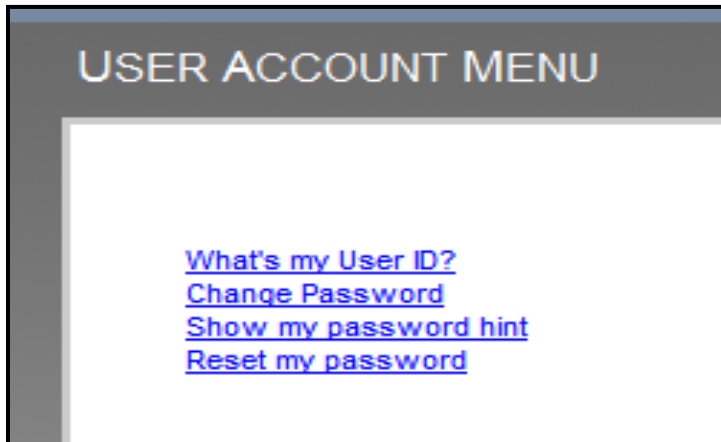 USER ACCOUNT MENU
What's my User ID?
Change Password
Show my password hint
Reset my password